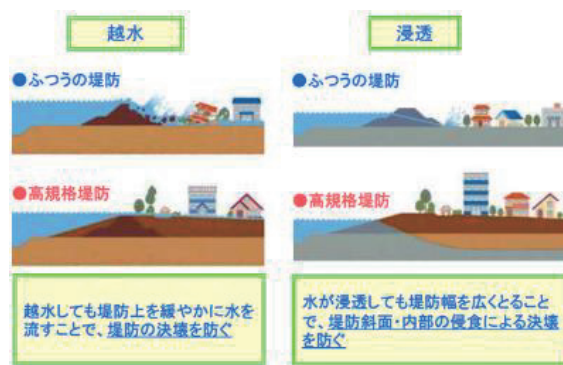 越水
浸透
●ふつうの堤防
●ふつうの堤防
●高規格堤防
●高規格堤防
越水しても堤防上を緩やかに水を
流すことで、堤防の決壊を防ぐ
水が浸透しても堤防幅を広くとること
で、堤防斜面・内部の侵食による決壊
を防ぐ